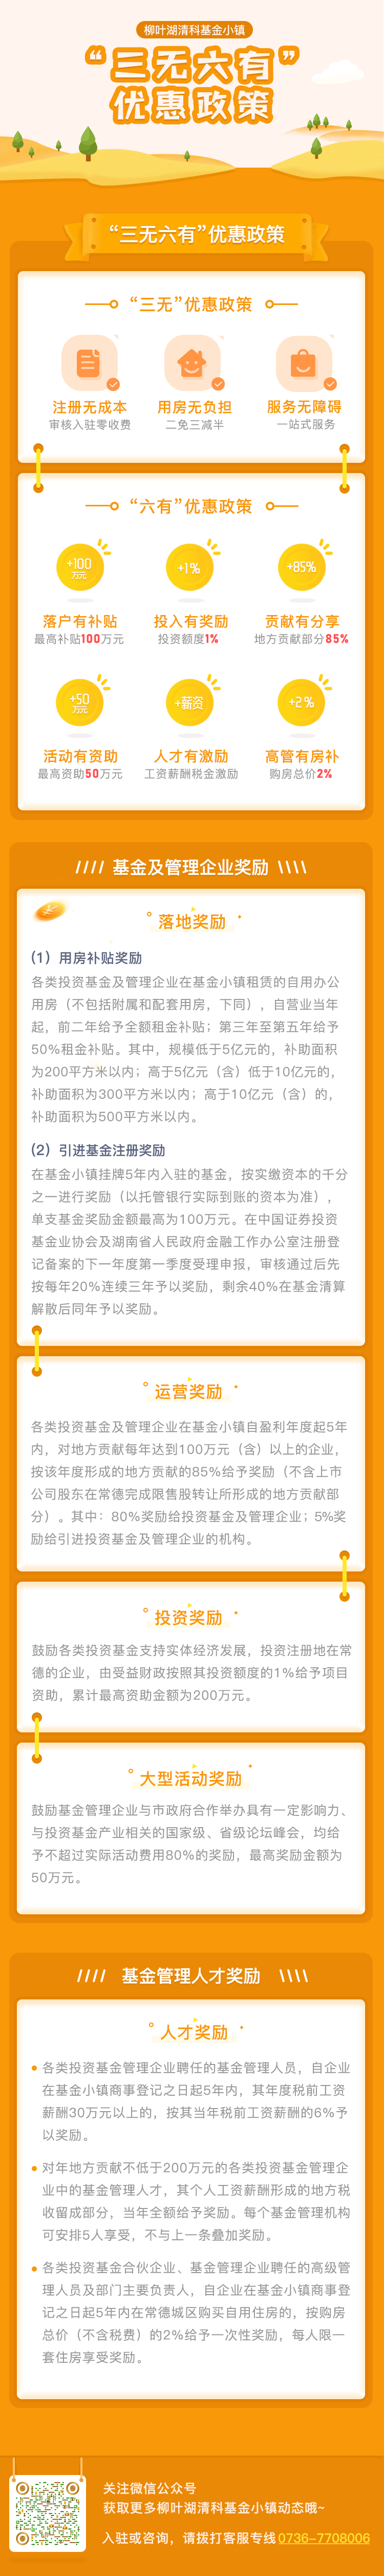 柳叶湖清科基金小镇
“三无六有”
优惠政策
“三无六有”优惠政策
“三无”优惠政策
注册无成本 用房无负担 服务无障碍
审核入驻零收费 二免三减半 一站式服务
“六有”优惠政策
+100
万元
+1%
+85%
落户有补贴 投入有奖励 贡献有分享
最高补贴100万元 投资额度1% 地方贡献部分85%
+50
万元
+薪资
+2%
活动有资助 人才有激励 高管有房补
最高资助50万元 工资薪酬税金激励 购房总价2%
基金及管理企业奖励
落地奖励
(1) 用房补贴奖励
各类投资基金及管理企业在基金小镇租赁的自用办公
用房（不包括附属和配套用房，下同），自营业当年
起，前二年给予全额租金补贴；第三年至第五年给予
50%租金补贴。其中，规模低于5亿元的，补助面积
为200平方米以内；高于5亿元（含）低于10亿元的，
补助面积为300平方米以内；高于10亿元（含）的，
补助面积为500平方米以内。
(2) 引进基金注册奖励
在基金小镇挂牌5年内入驻的基金，按实缴资本的千分
之一进行奖励（以托管银行实际到账的资本为准），
单支基金奖励金额最高为100万元。在中国证券投资
基金业协会及湖南省人民政府金融工作办公室注册登
记备案的下一年度第一季度受理申报，审核通过后先
按每年20%连续三年予以奖励，剩余40%在基金清算
解散后同年予以奖励。
运营奖励
各类投资基金及管理企业在基金小镇自盈利年度起5年
内，对地方贡献每年达到100万元（含）以上的企业，
按该年度形成的地方贡献的85%给予奖励（不含上市
公司股东在常德完成限售股转让所形成的地方贡献部
分）。其中：80%奖励给投资基金及管理企业；5%奖
励给引进投资基金及管理企业的机构。
投资奖励
鼓励各类投资基金支持实体经济发展，投资注册地在常
德的企业，由受益财政按照其投资额度的1%给予项目
资助，累计最高资助金额为200万元。
大型活动奖励
鼓励基金管理企业与市政府合作举办具有一定影响力、
与投资基金产业相关的国家级、省级论坛峰会，均给
予不超过实际活动费用80%的奖励，最高奖励金额为
50万元。
基金管理人才奖励
人才奖励
各类投资基金管理企业聘任的基金管理人员，自企业
在基金小镇商事登记之日起5年内，其年度税前工资
薪酬30万元以上的，按其当年税前工资薪酬的6%予
以奖励。
对年地方贡献不低于200万元的各类投资基金管理企
业中的基金管理人才，其个人工资薪酬形成的地方税
收留成部分，当年全额给予奖励。每个基金管理机构
可安排5人享受，不与上一条叠加奖励。
各类投资基金合伙企业、基金管理企业聘任的高级管
理人员及部门主要负责人，自企业在基金小镇商事登
记之日起5年内在常德城区购买自用住房的，按购房
总价（不含税费）的2%给予一次性奖励，每人限一
套住房享受奖励。
关注微信公众号
获取更多柳叶湖清科基金小镇动态哦~
入驻或咨询，请拨打客服专线0736-7708006